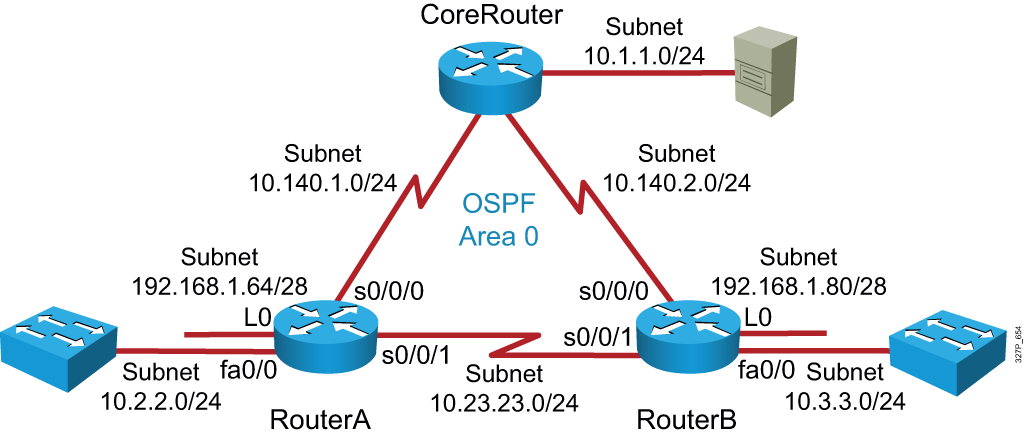 CoreRouter
Subnet
10.1.1.0/24
Subnet
10.140.1.0/24
Subnet
10.140.2.0/24
OSPF
Area 0
Subnet
192.168.1.64/28
L0
s0/0/0
s0/0/1
fa0/0
Subnet
10.2.2.0/24
RouterA
Subnet
10.23.23.0/24
Subnet
192.168.1.80/28
s0/0/0
L0
s0/0/1
fa0/0
Subnet
10.3.3.0/24
RouterB
327P_654